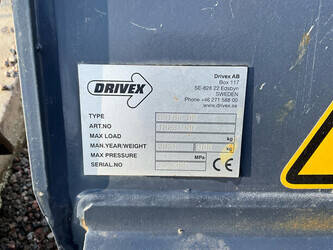 DRIVEX
Drivex AB
Box 117
SE-828 22 Edsbyn
SWEDEN
Phone +46 271 588 00
www.drivex.se
TYPE
ART.NO
MAX LOAD kg
MAN.YEAR/WEIGHT kg
MAX PRESSURE MPa
SERIAL.NO
CE